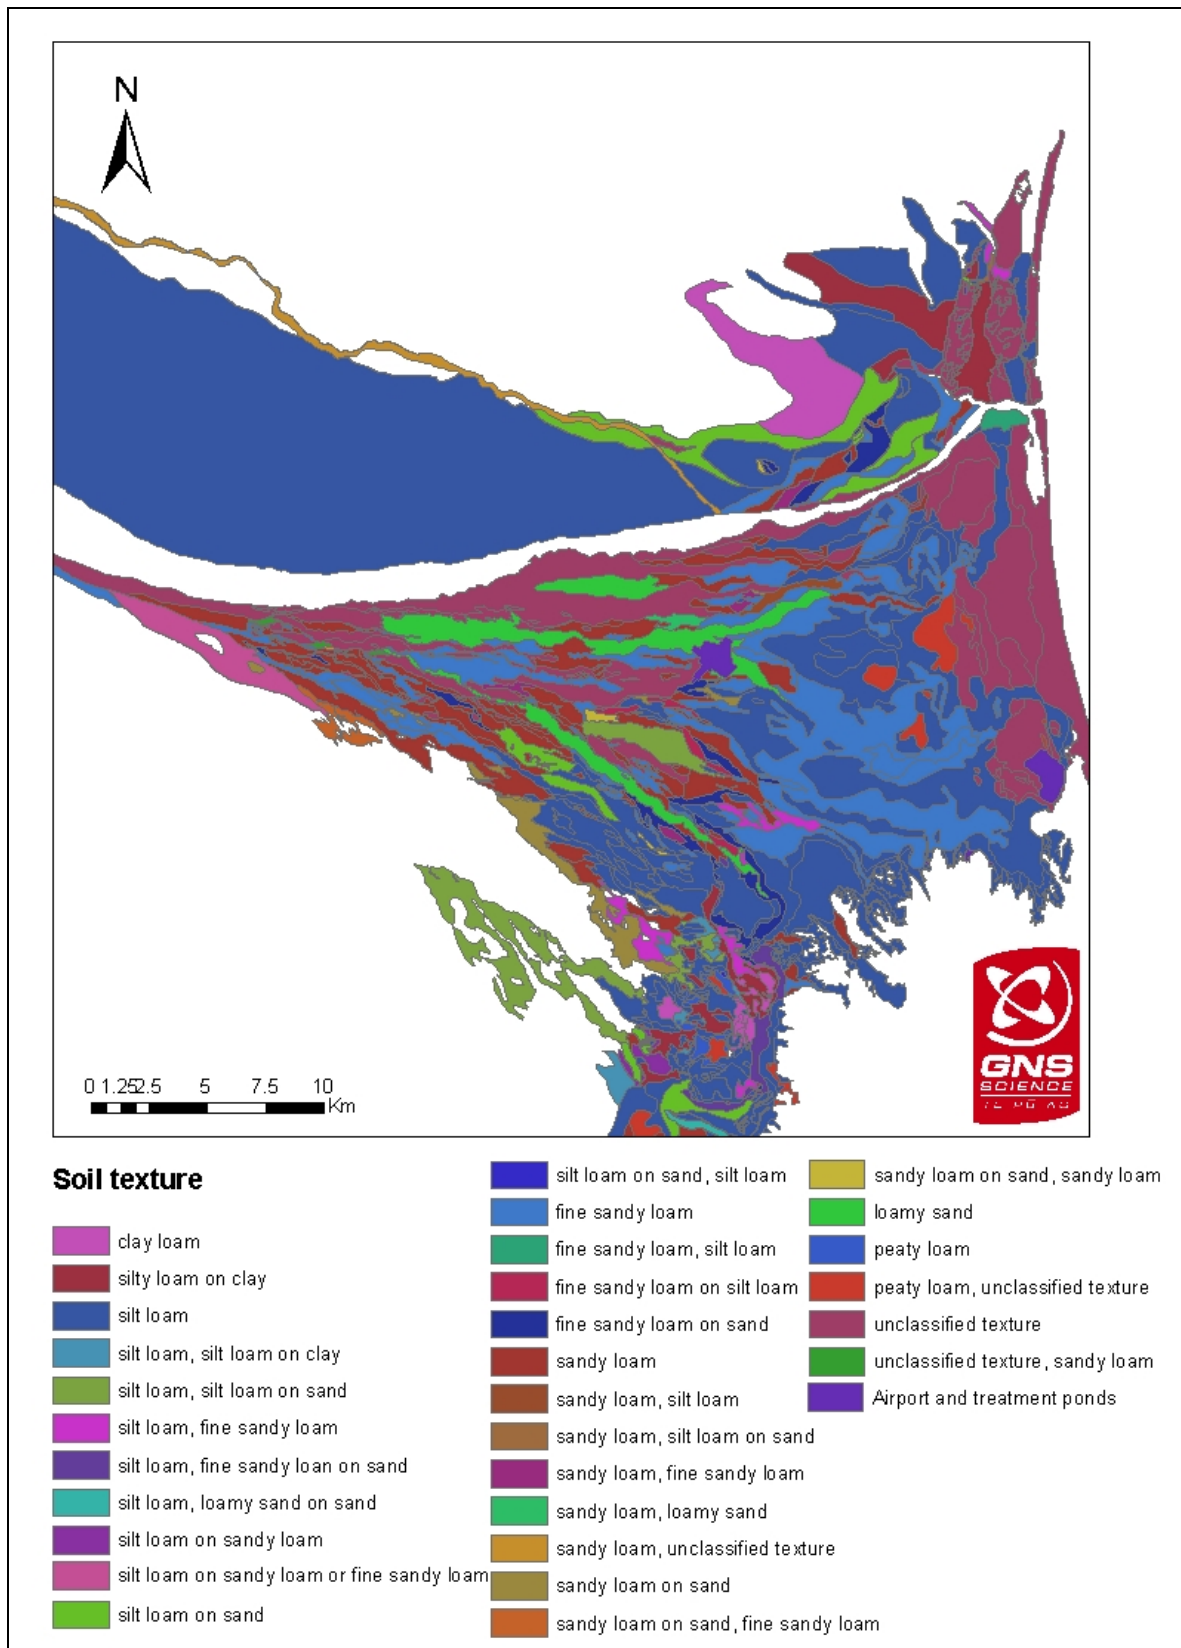 N
0 1.25 2.5 5 7.5 10
Km
GNS
SCIENCE
Soil texture
clay loam
silty loam on clay
silt loam
silt loam, silt loam on clay
silt loam, silt loam on sand
silt loam, fine sandy loam
silt loam, fine sandy loan on sand
silt loam, loamy sand on sand
silt loam on sandy loam
silt loam on sandy loam or fine sandy loam
silt loam on sand
silt loam on sand, silt loam
fine sandy loam
fine sandy loam, silt loam
fine sandy loam on silt loam
fine sandy loam on sand
sandy loam
sandy loam, silt loam
sandy loam, silt loam on sand
sandy loam, fine sandy loam
sandy loam, loamy sand
sandy loam, unclassified texture
sandy loam on sand
sandy loam on sand, fine sandy loam
sandy loam on sand, sandy loam
loamy sand
peaty loam
peaty loam, unclassified texture
unclassified texture
unclassified texture, sandy loam
Airport and treatment ponds